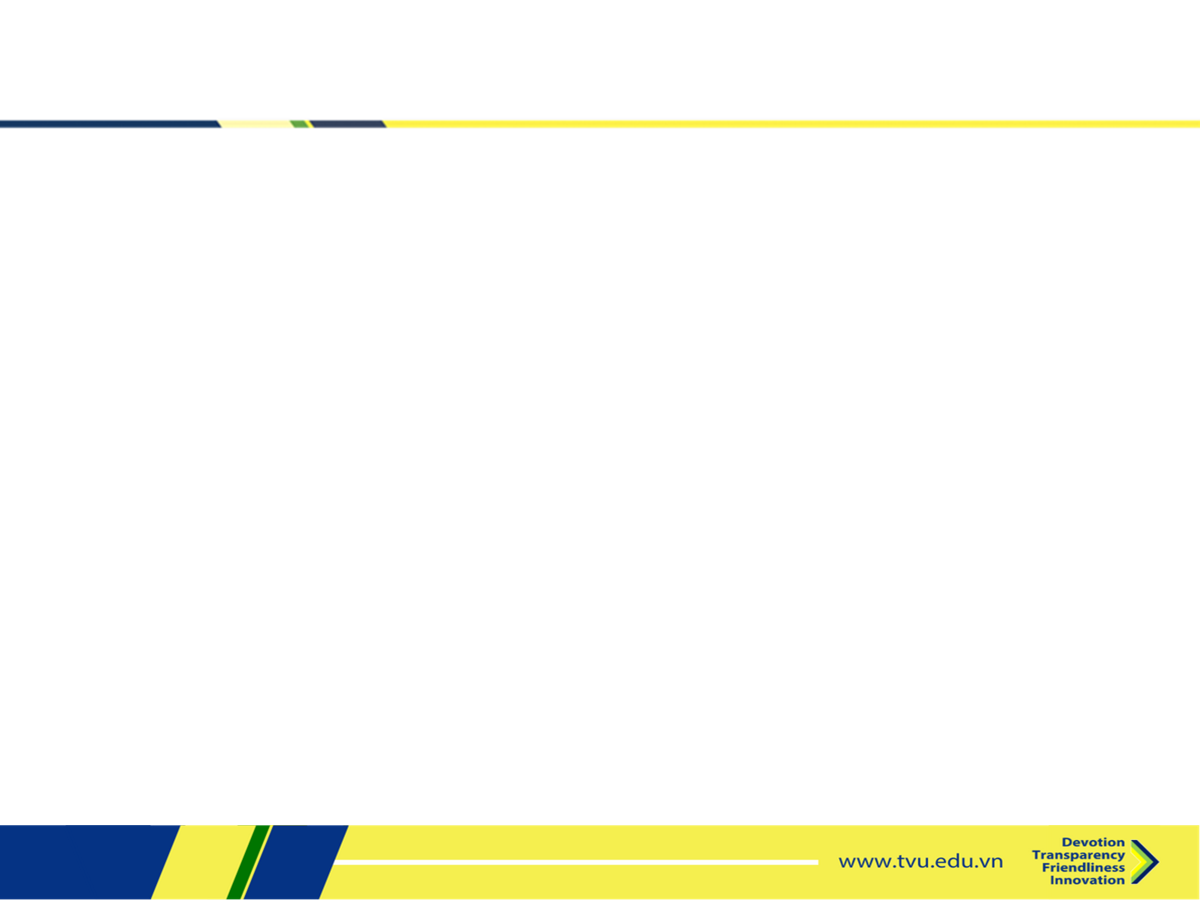 www.tvu.edu.vn
Devotion
Transparency
Friendliness
Innovation